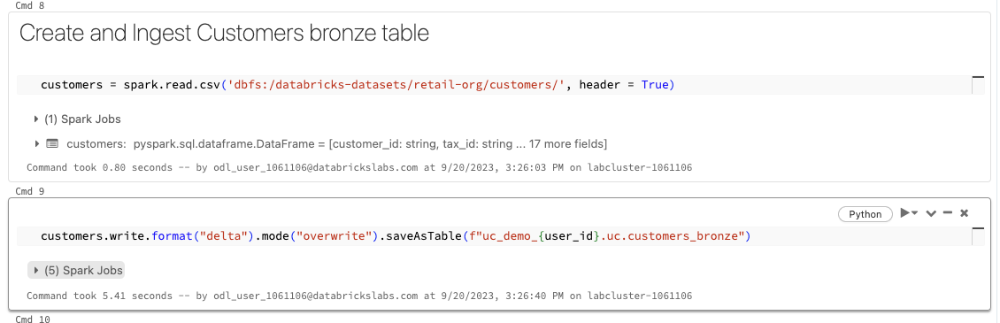 Cmd 8
Create and Ingest Customers bronze table
customers = spark.read.csv('dbfs:/databricks-datasets/retail-org/customers/', header = True)
(1) Spark Jobs
customers: pyspark.sql.dataframe.DataFrame = [customer_id: string, tax_id: string ... 17 more fields]
Command took 0.80 seconds -- by odl_user_1061106@databrickslabs.com at 9/20/2023, 3:26:03 PM on labcluster-1061106
Cmd 9
Python
customers.write.format("delta").mode("overwrite").saveAsTable(f"uc_demo_{user_id}.uc.customers_bronze")
(5) Spark Jobs
Command took 5.41 seconds -- by odl_user_1061106@databrickslabs.com at 9/20/2023, 3:26:40 PM on labcluster-1061106
Cmd 10